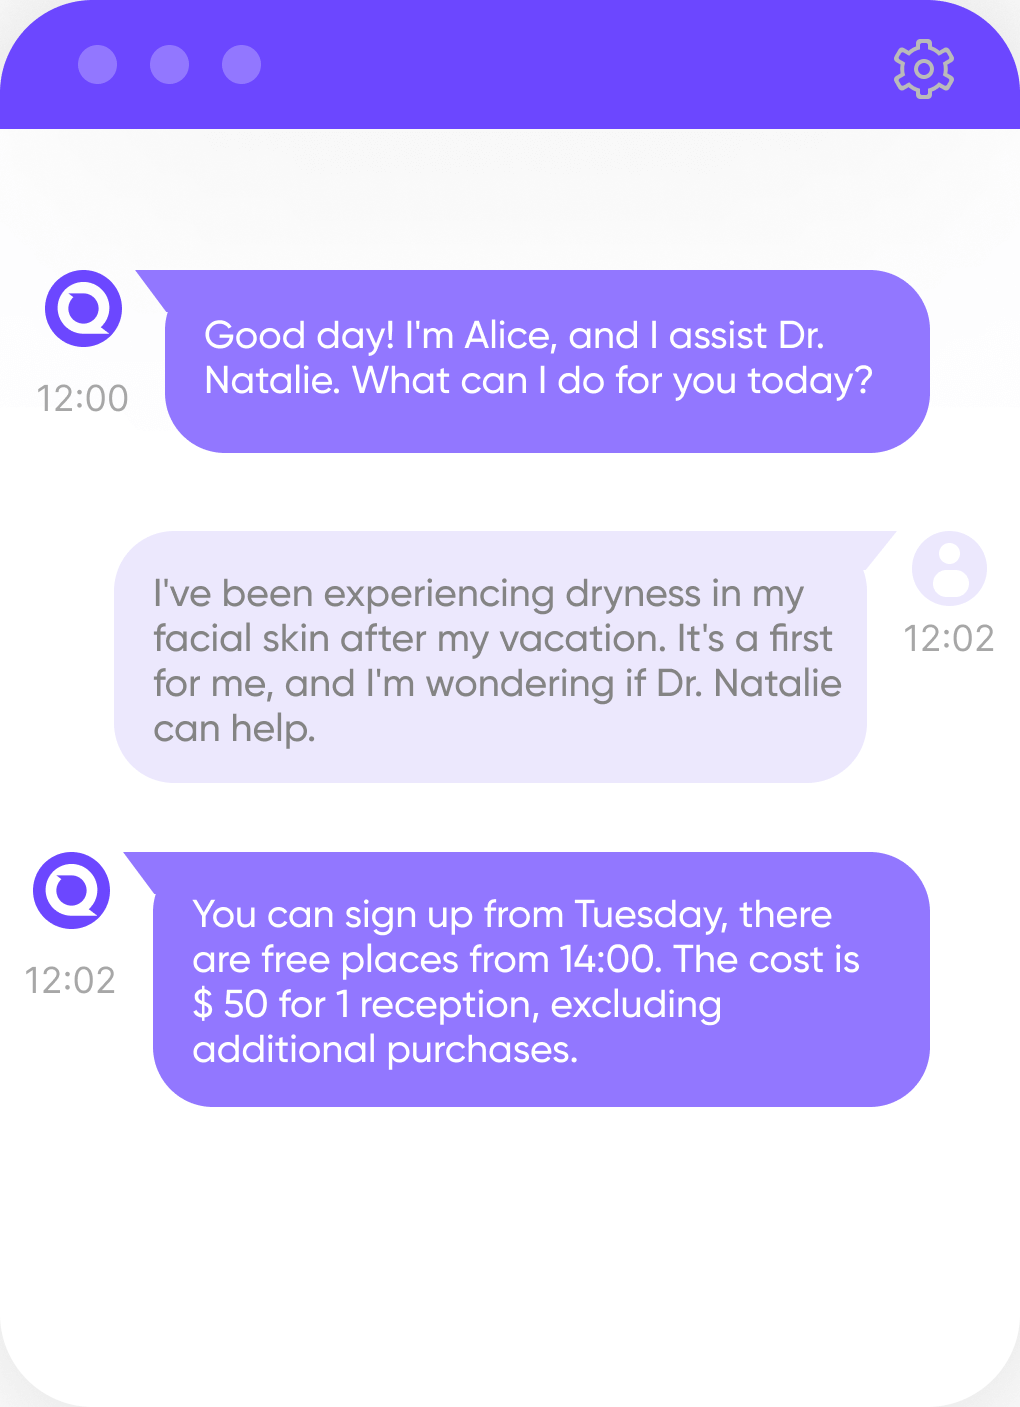 Good day! I'm Alice, and I assist Dr.
Natalie. What can I do for you today?
12:00
I've been experiencing dryness in my
facial skin after my vacation. It's a first
for me, and I'm wondering if Dr. Natalie
can help.
12:02
You can sign up from Tuesday, there
are free places from 14:00. The cost is
$ 50 for 1 reception, excluding
additional purchases.
12:02